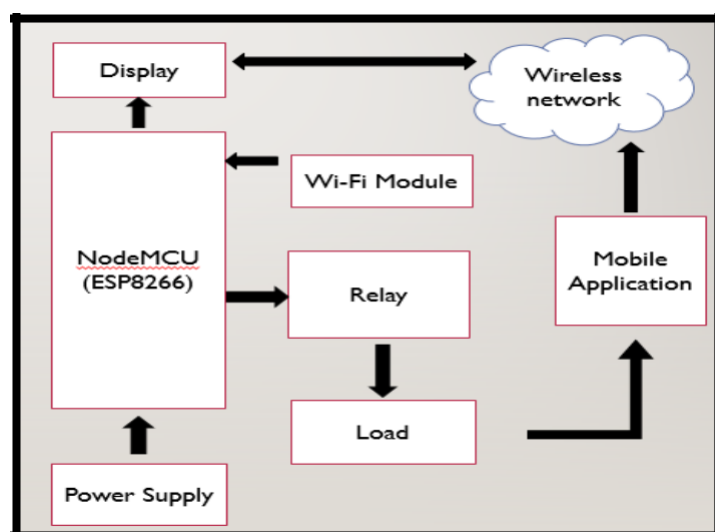 Display
Wireless
network
Wi-Fi Module
NodeMCU
(ESP8266)
Relay
Mobile
Application
Load
Power Supply